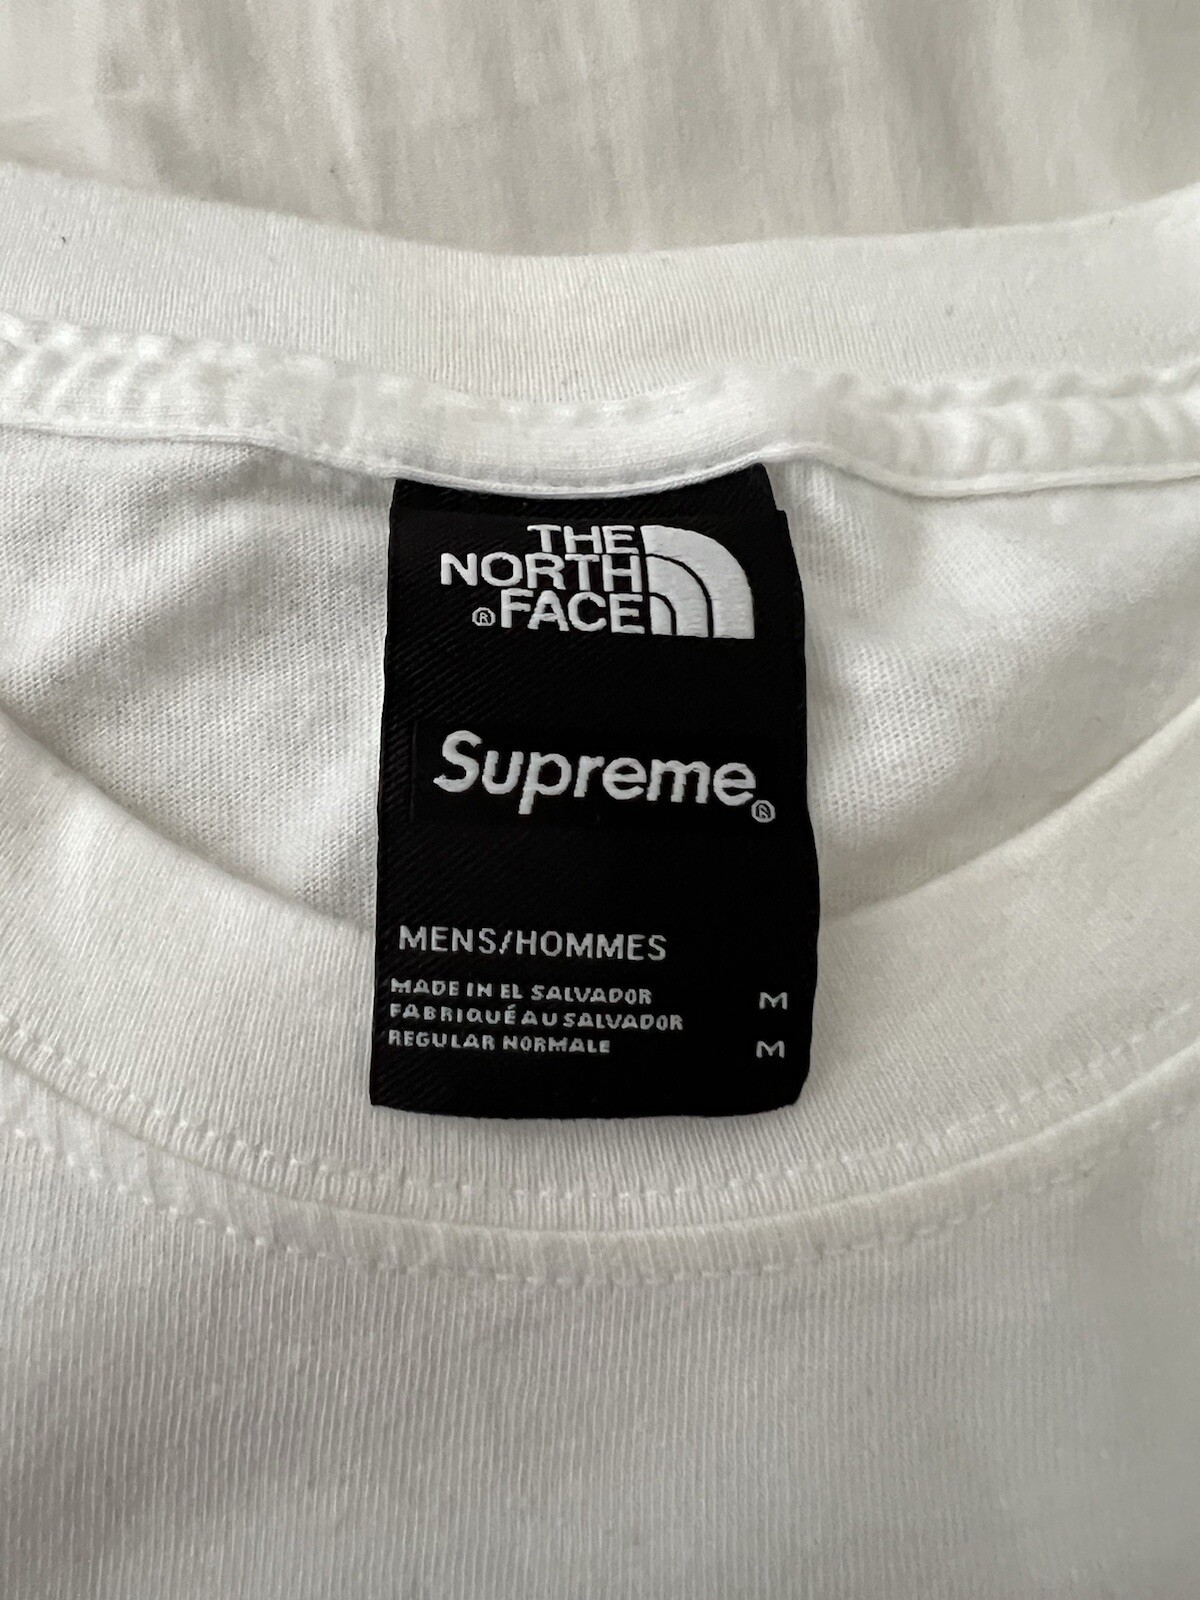 THE
NORTH
®FACE
Supreme®
MENS/HOMMES
MADE IN EL SALVADOR M
FABRIQUÉ AU SALVADOR
REGULAR NORMALE M